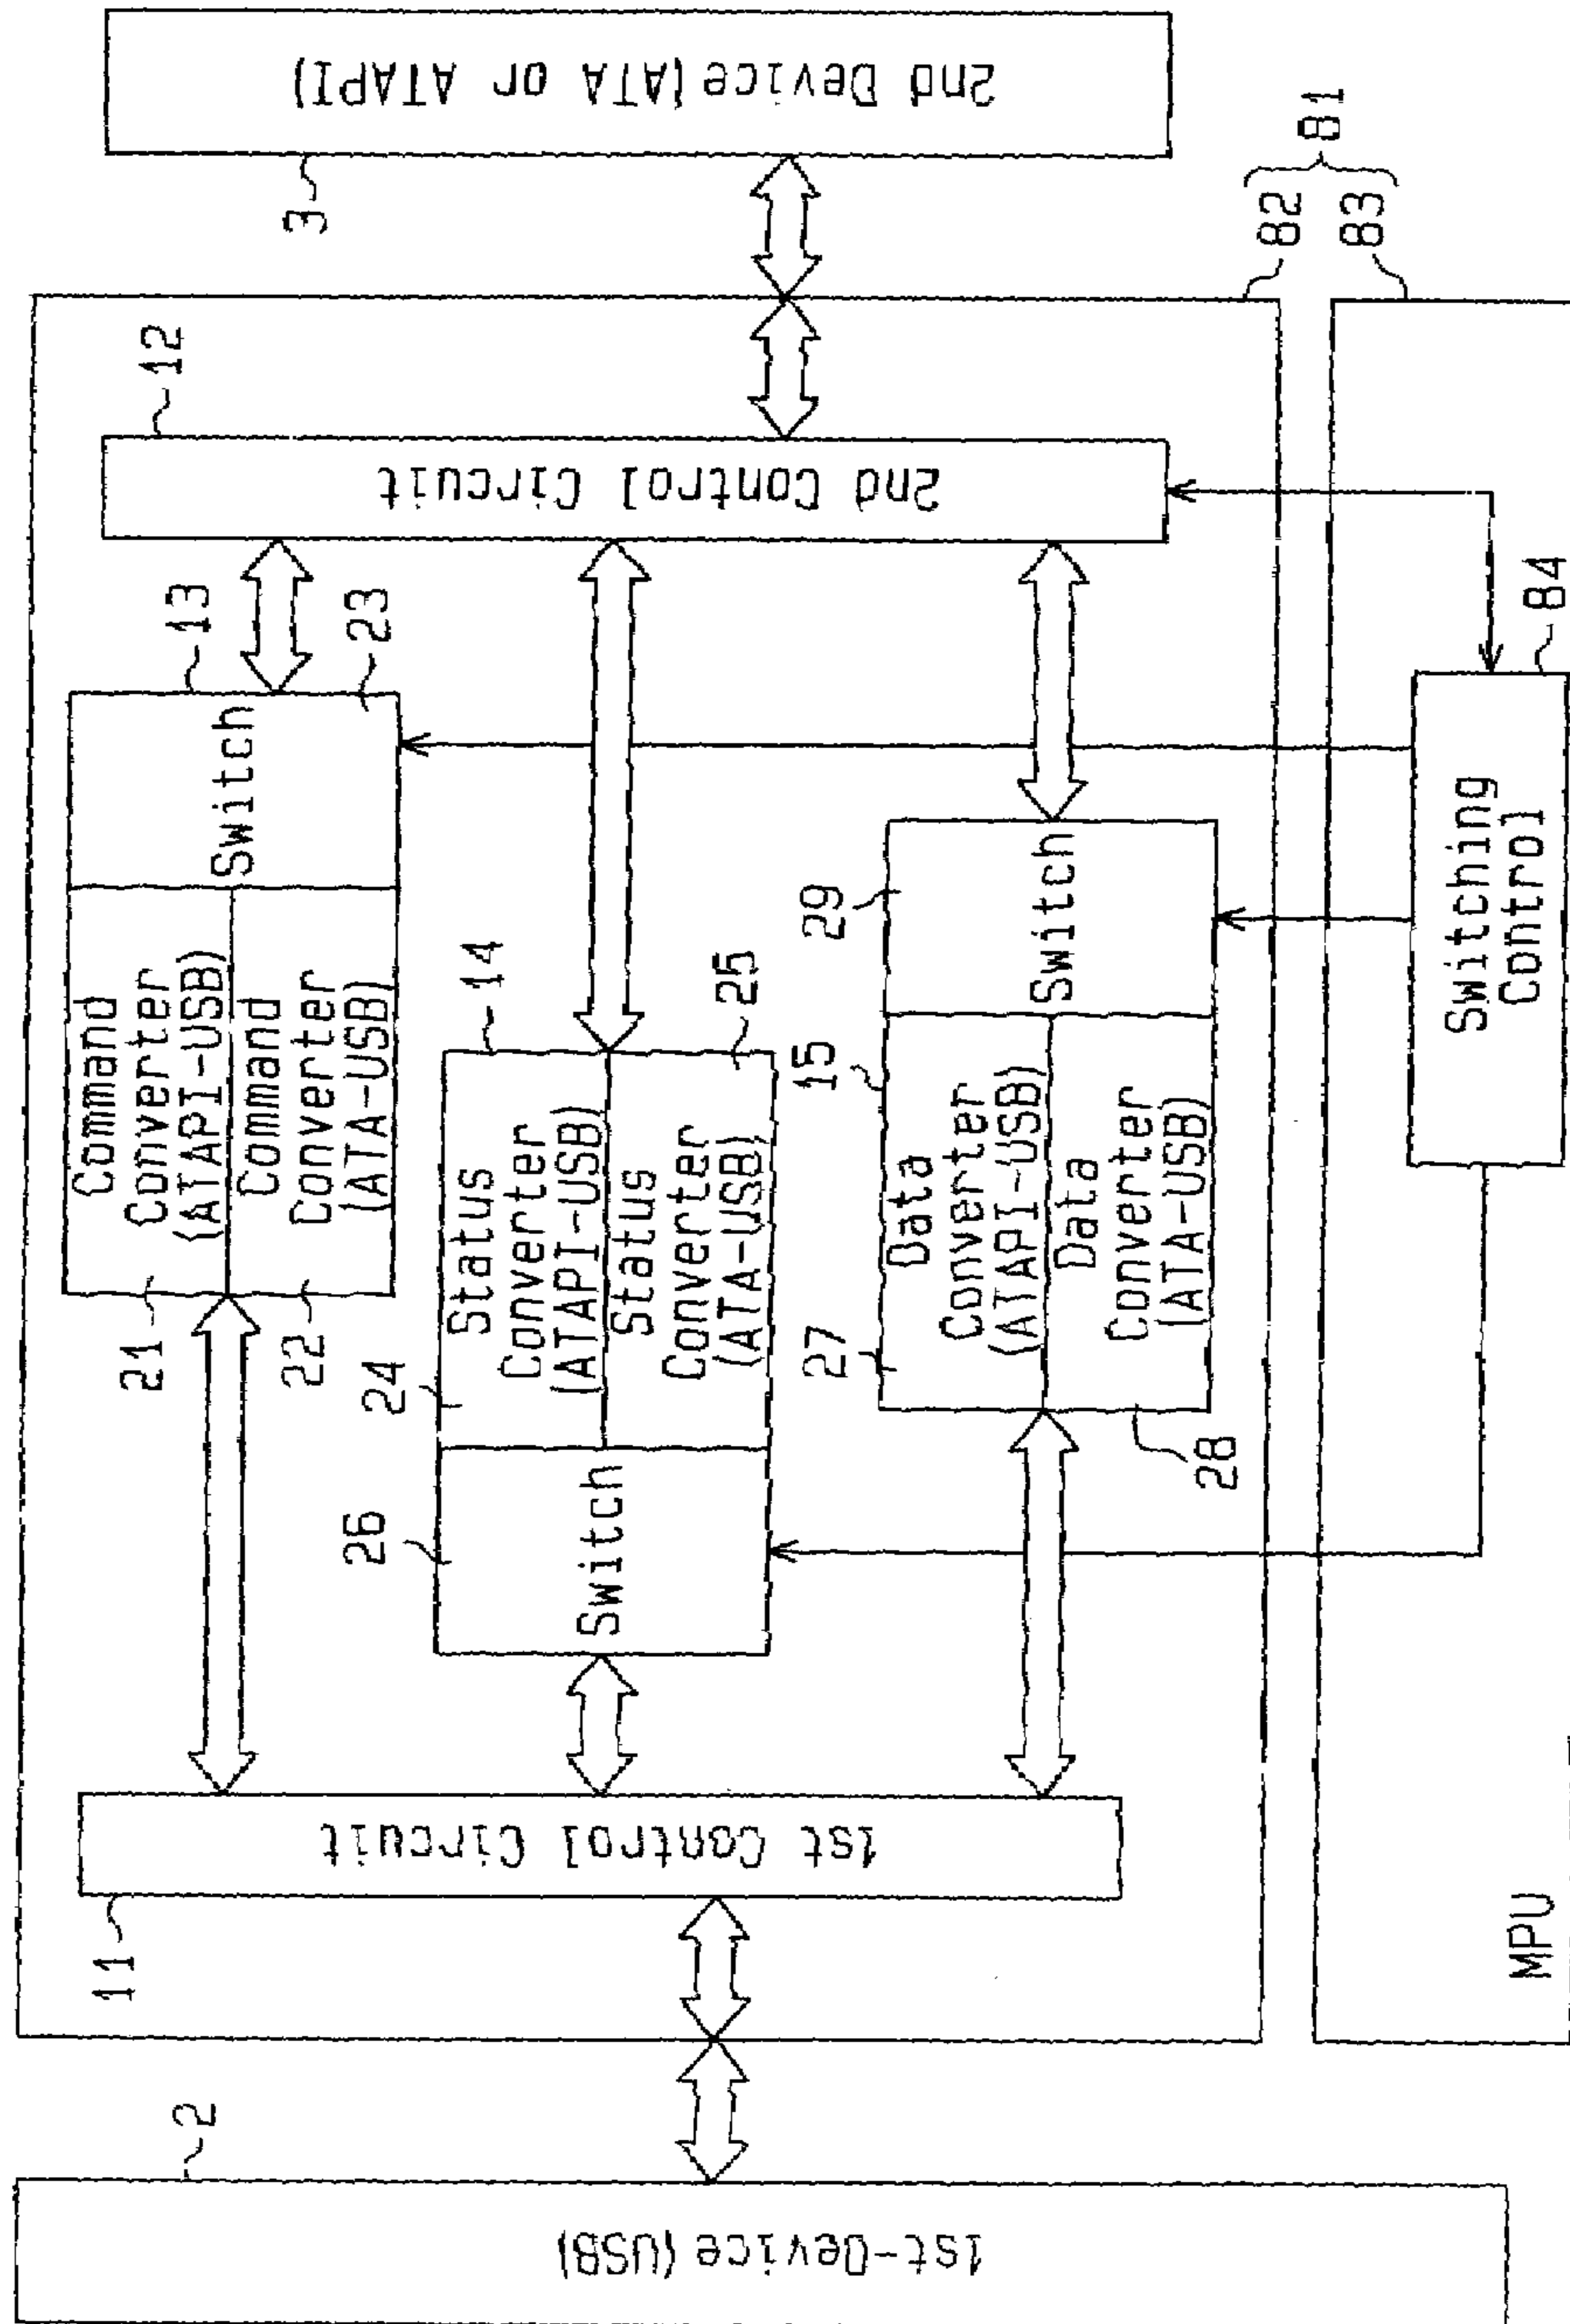 1st-Device (USB)
2
11
1st Control Circuit
21
22
Command
Converter
(ATAPI-USB)
Command
Converter
(ATA-USB)
Switch
13
23
26
Switch
24
Status
Converter
(ATAPI-USB)
Status
Converter
(ATA-USB)
14
25
27
28
15
Data
Converter
(ATAPI-USB)
Data
Converter
(ATA-USB)
29
Switch
12
2nd Control Circuit
3
2nd Device (ATA or ATAPI)
MPU
Switching
Control
84
82
83
81